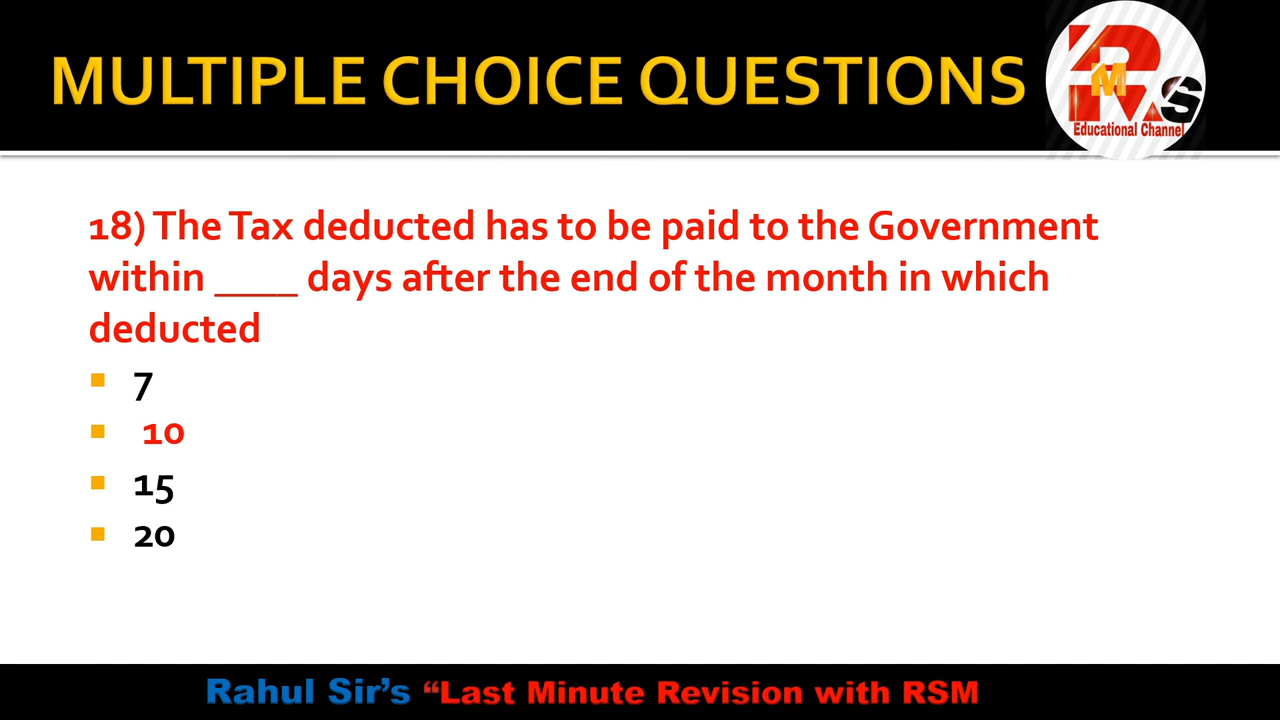 MULTIPLE CHOICE QUESTIONS
RMS
Educational Channel
18) The Tax deducted has to be paid to the Government
within ____ days after the end of the month in which
deducted
7
10
15
20
Rahul Sir's "Last Minute Revision with RSM